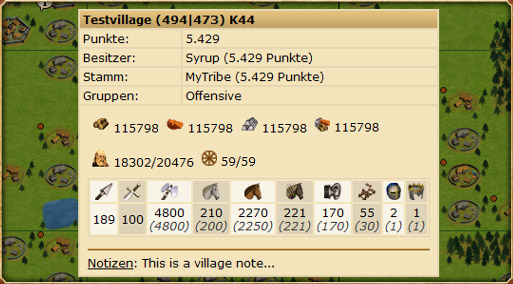 Testvillage (494|473) K44
Punkte: 5.429
Besitzer: Syrup (5.429 Punkte)
Stamm: MyTribe (5.429 Punkte)
Gruppen: Offensive
115798 115798 115798 115798
18302/20476 59/59
189 100 4800 210 2270 221 170 55 2 1
(4800) (200) (2250) (221) (170) (30) (1) (1)
Notizen: This is a village note...